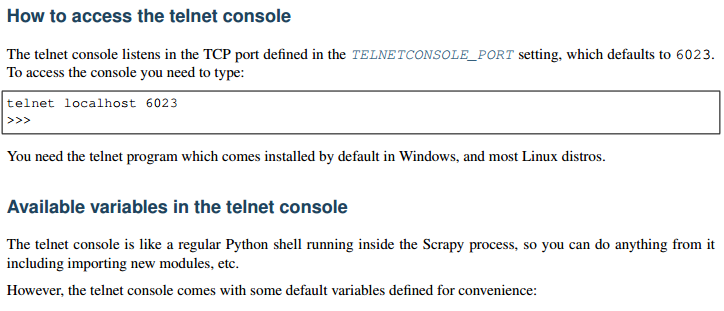 How to access the telnet console
The telnet console listens in the TCP port defined in the TELNETCONSOLE_PORT setting, which defaults to 6023.
To access the console you need to type:
telnet localhost 6023
>>>
You need the telnet program which comes installed by default in Windows, and most Linux distros.
Available variables in the telnet console
The telnet console is like a regular Python shell running inside the Scrapy process, so you can do anything from it
including importing new modules, etc.
However, the telnet console comes with some default variables defined for convenience: